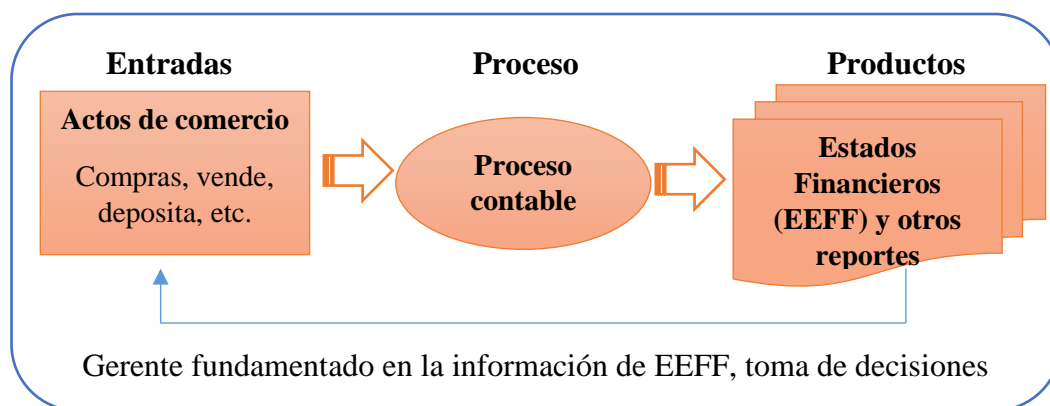 Entradas
Proceso
Productos
Actos de comercio
Compras, vende,
deposita, etc.
Proceso
contable
Estados
Financieros
(EEFF) y otros
reportes
Gerente fundamentado en la información de EEFF, toma de decisiones